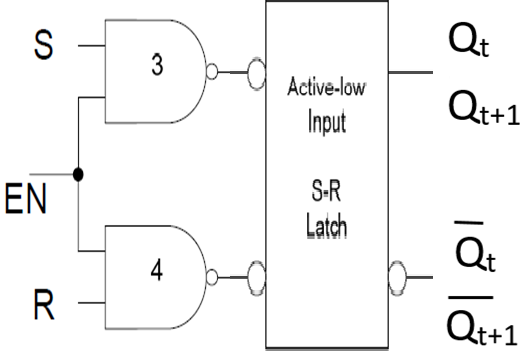 S
3
EN
4
R
Active-low
Input
S-R
Latch
Qt
Qt+1
Q̅t
Q̅t+1